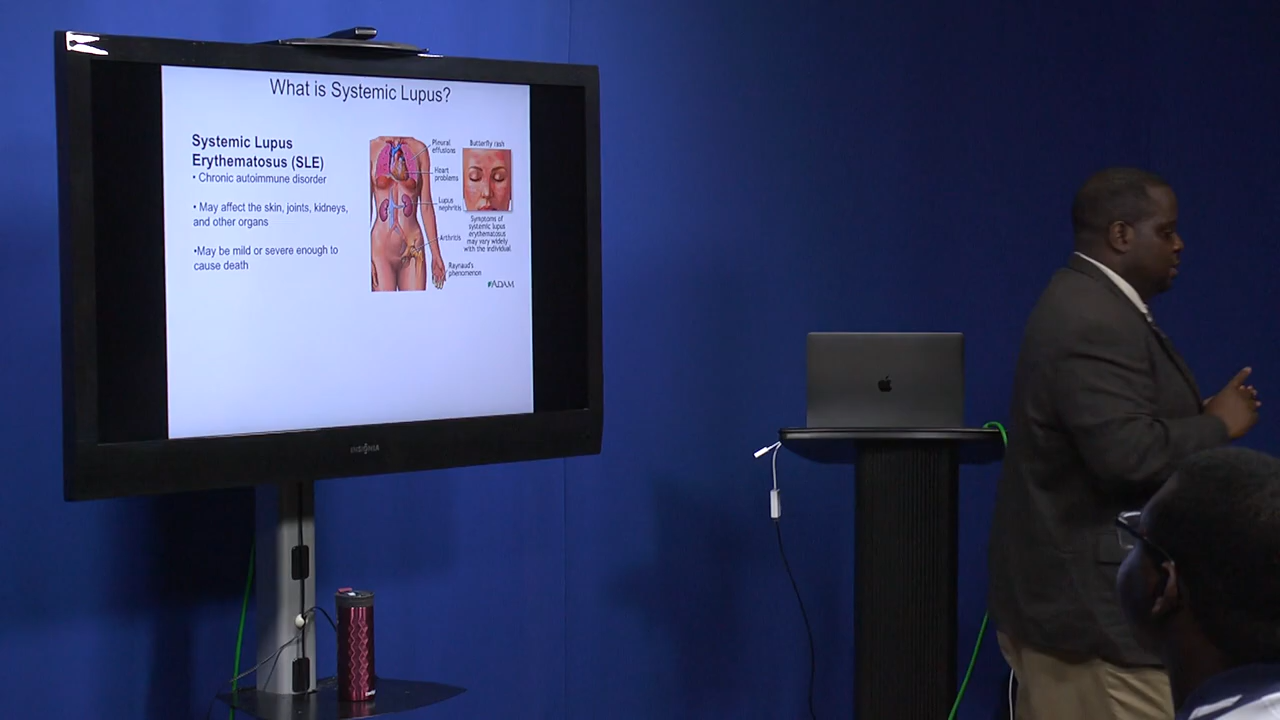 What is Systemic Lupus?
Systemic Lupus
Erythematosus (SLE)
• Chronic autoimmune disorder
• May affect the skin, joints, kidneys,
and other organs
•May be mild or severe enough to
cause death
Pleural
effusions
Heart
problems
Lupus
nephritis
Arthritis
Raynaud's
phenomenon
Butterfly rash
Symptoms of
systemic lupus
erythematosus
may vary widely
with the individual.
ADAM
INSIGNIA